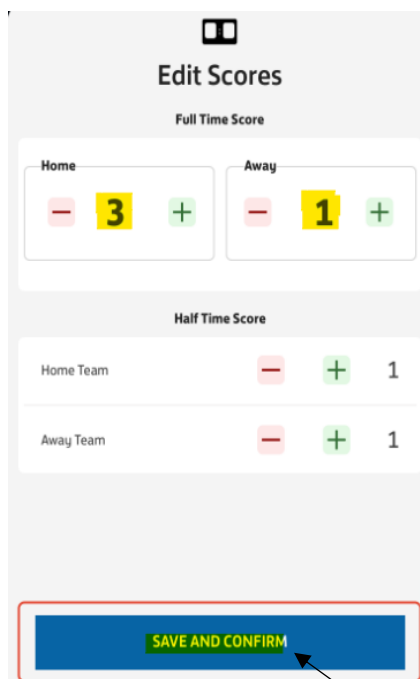 Edit Scores
Full Time Score
Home Away
3 1
Half Time Score
Home Team 1
Away Team 1
SAVE AND CONFIRM